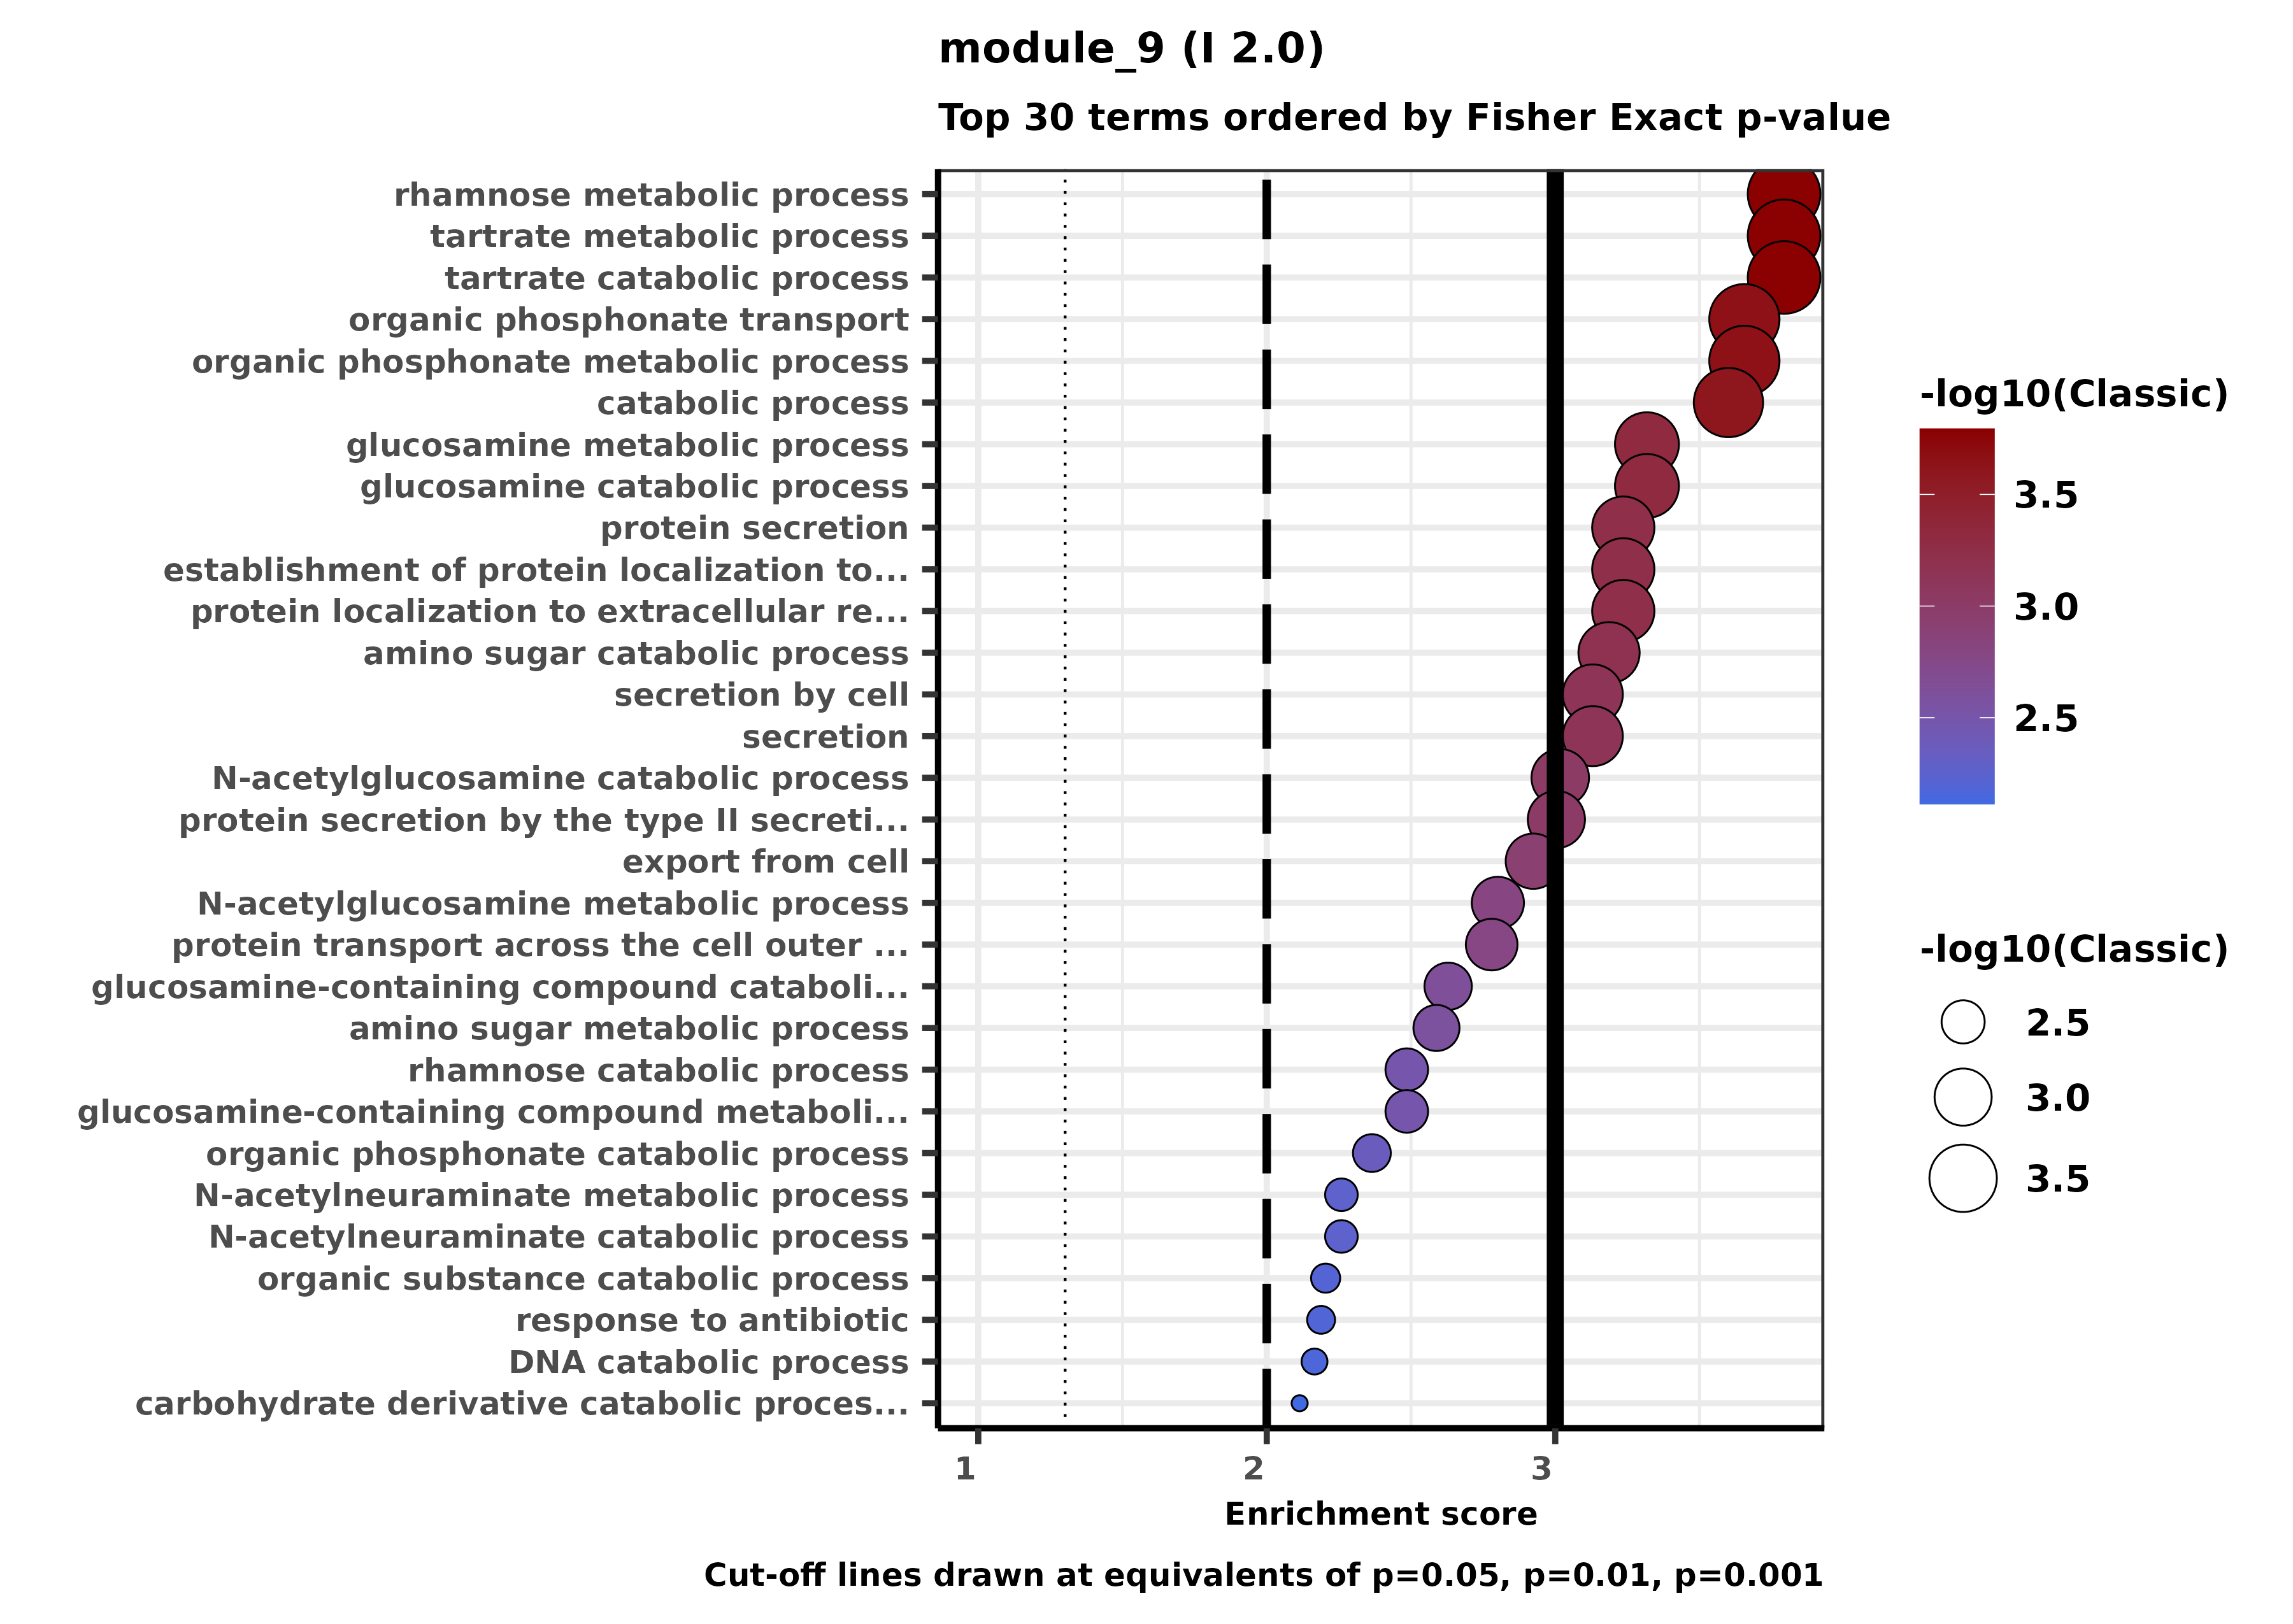 module_9 (I 2.0)
Top 30 terms ordered by Fisher Exact p-value
rhamnose metabolic process
tartrate metabolic process
tartrate catabolic process
organic phosphonate transport
organic phosphonate metabolic process
catabolic process
glucosamine metabolic process
glucosamine catabolic process
protein secretion
establishment of protein localization to...
protein localization to extracellular re...
amino sugar catabolic process
secretion by cell
secretion
N-acetylglucosamine catabolic process
protein secretion by the type II secreti...
export from cell
N-acetylglucosamine metabolic process
protein transport across the cell outer ...
glucosamine-containing compound cataboli...
amino sugar metabolic process
rhamnose catabolic process
glucosamine-containing compound metaboli...
organic phosphonate catabolic process
N-acetylneuraminate metabolic process
N-acetylneuraminate catabolic process
organic substance catabolic process
response to antibiotic
DNA catabolic process
carbohydrate derivative catabolic proces...
1 2 3
Enrichment score
Cut-off lines drawn at equivalents of p=0.05, p=0.01, p=0.001
-log10(Classic)
3.5
3.0
2.5
-log10(Classic)
2.5
3.0
3.5